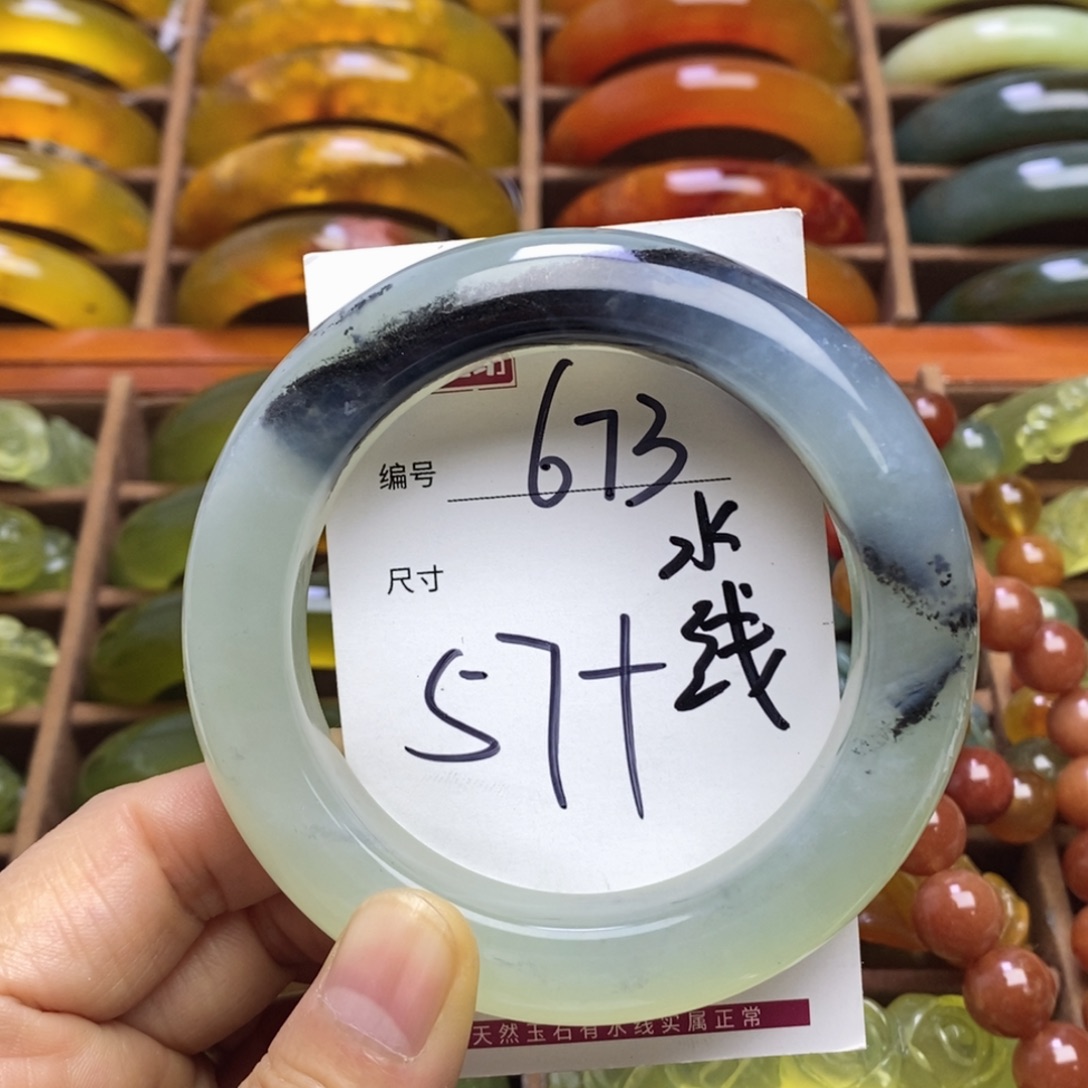 编号 673
水线
尺寸
57+
天然玉石有水线实属正常